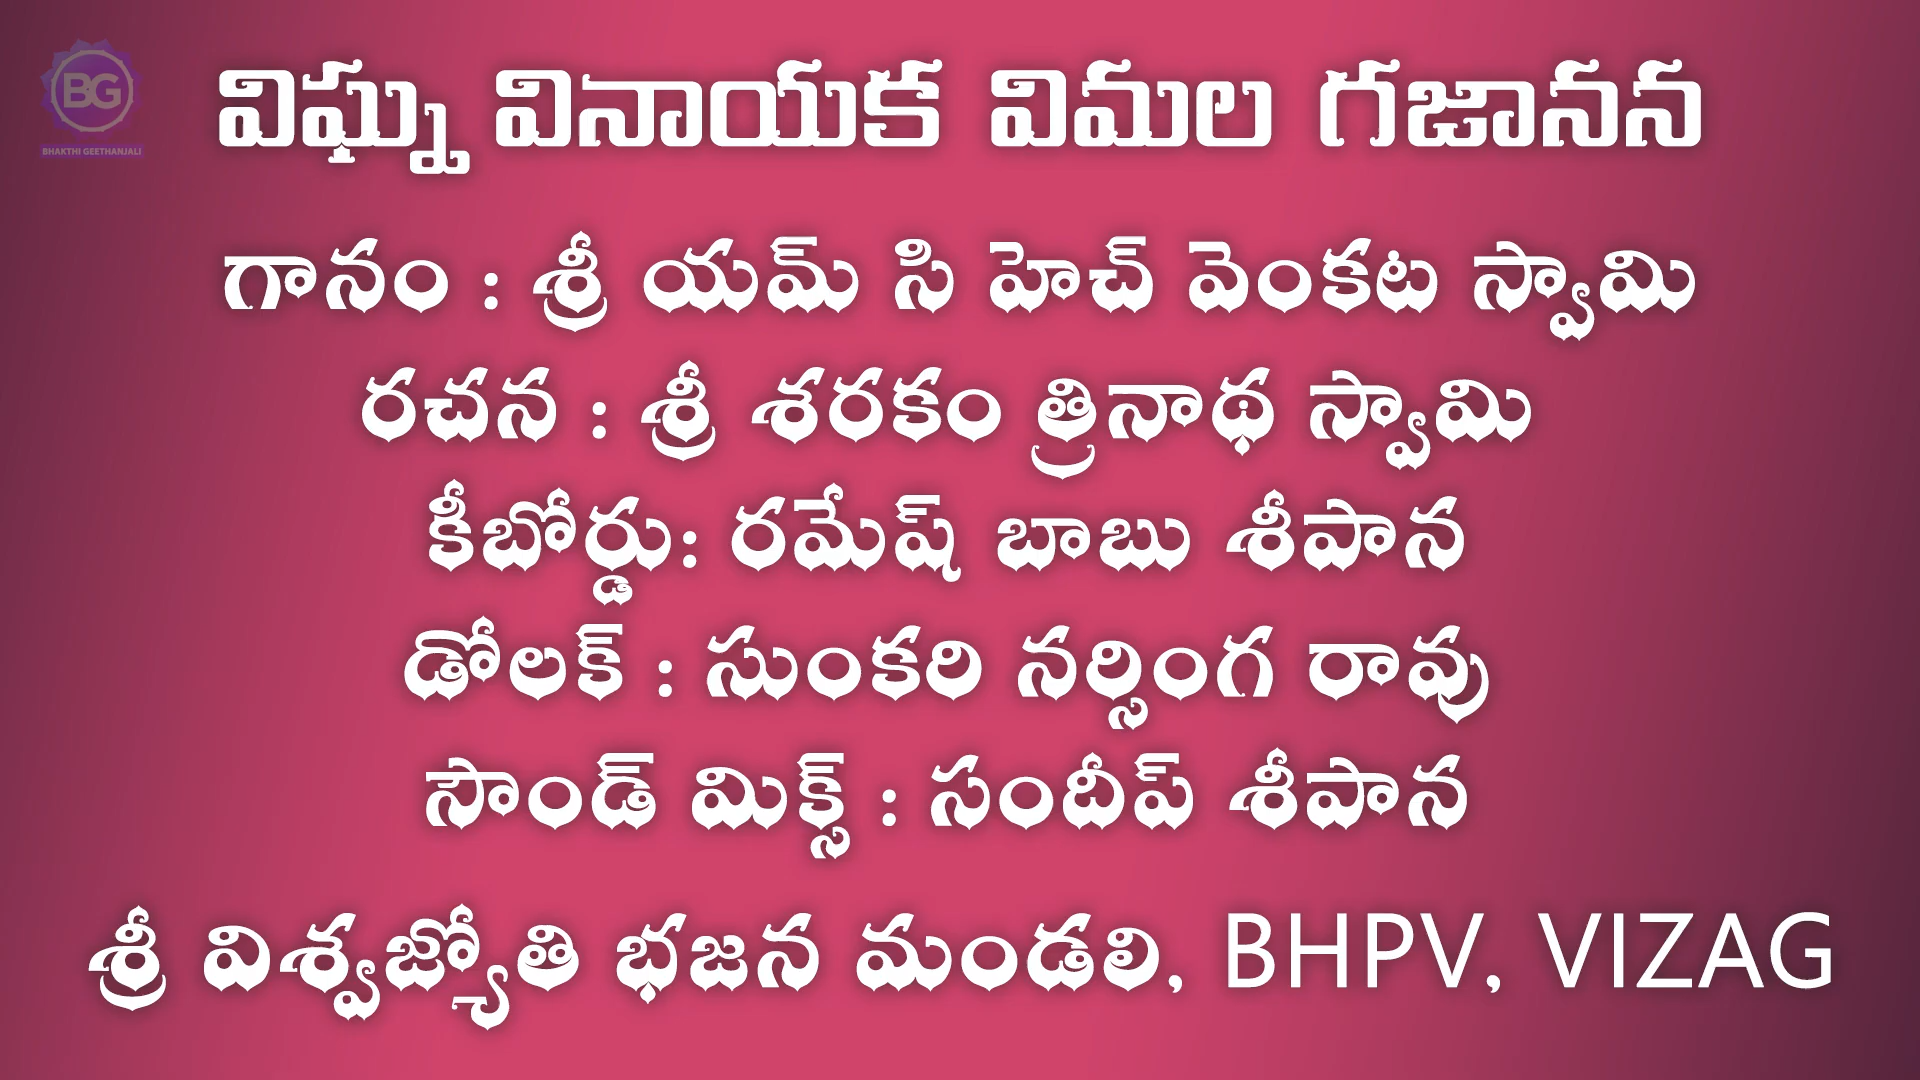 BG
BHAKTHI GEETHANJALI
విఘ్ను వినాయక విమల గజానన
గానం : శ్రీ యమ్ సి హెచ్ వెంకట స్వామి
రచన : శ్రీ శరకం త్రినాథ స్వామి
కీబోర్డు: రమేష్ బాబు శీపాన
డోలక్ : సుంకరి నర్సింగ రావు
సౌండ్ మిక్స్ : సందీప్ శీపాన
శ్రీ విశ్వజ్యోతి భజన మండలి, BHPV, VIZAG